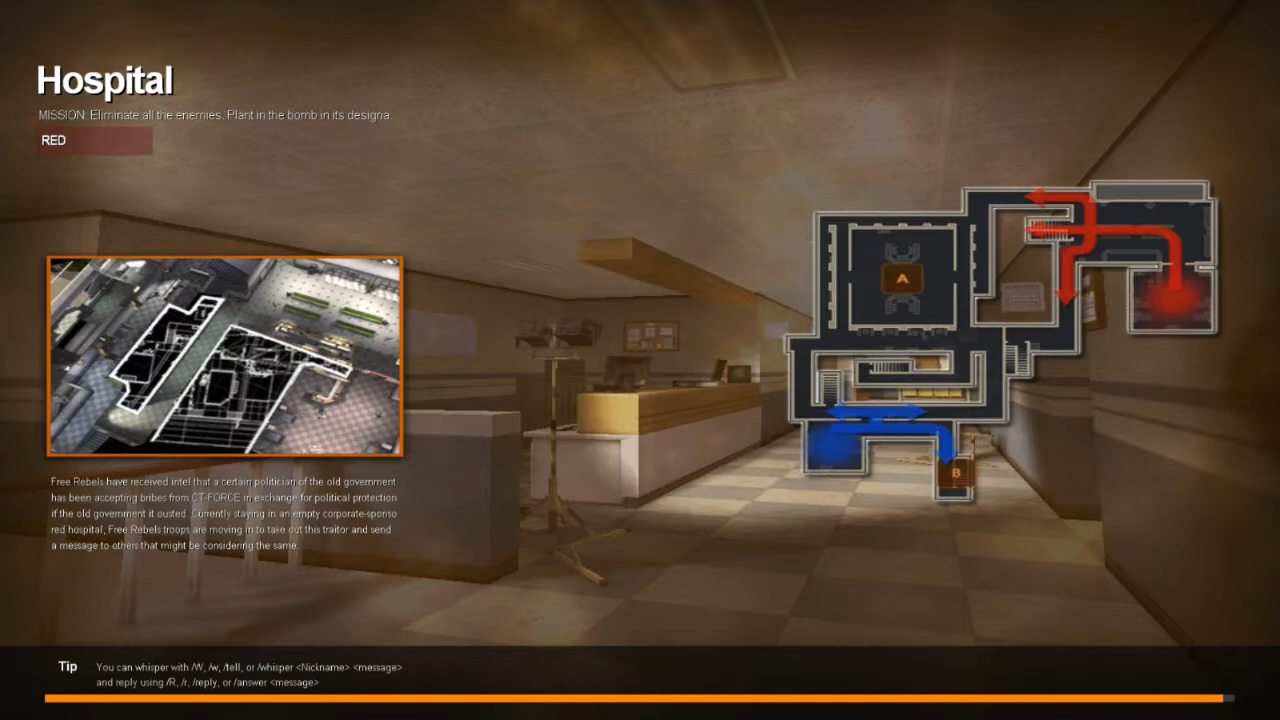 Hospital
MISSION: Eliminate all the enemies. Plant in the bomb in its designa.
RED
A
B
Free Rebels have received intel that a certain politician of the old government
has been accepting bribes from CT-FORCE in exchange for political protection
if the old government it ousted. Currently staying in an empty corporate-sponso
red hospital, Free Rebels troops are moving in to take out this traitor and send
a message to others that might be considering the same.
Tip
You can whisper with /W, /w, /tell, or /whisper <Nickname> <message>
and reply using /R, /r, /reply, or /answer <message>